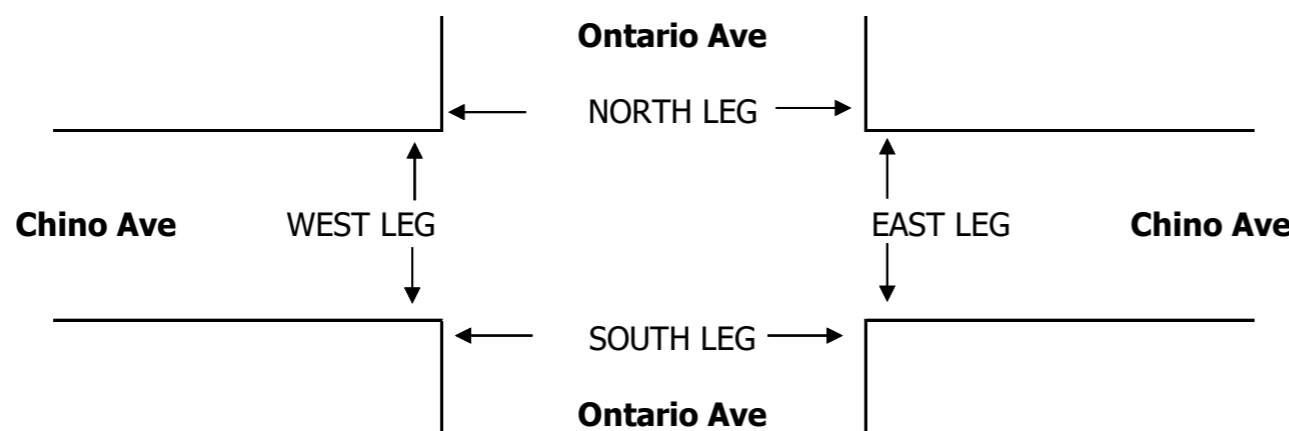 Ontario Ave
NORTH LEG
Chino Ave WEST LEG EAST LEG Chino Ave
SOUTH LEG
Ontario Ave